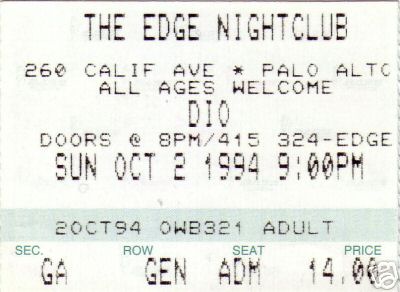 THE EDGE NIGHTCLUB
260 CALIF AVE * PALO ALTO
ALL AGES WELCOME
DIO
DOORS @ 8PM/415 324-EDGE
SUN OCT 2 1994 9:00PM
2OCT94 OWB321 ADULT
SEC. ROW SEAT PRICE
GA GEN ADM 14.00
ebay